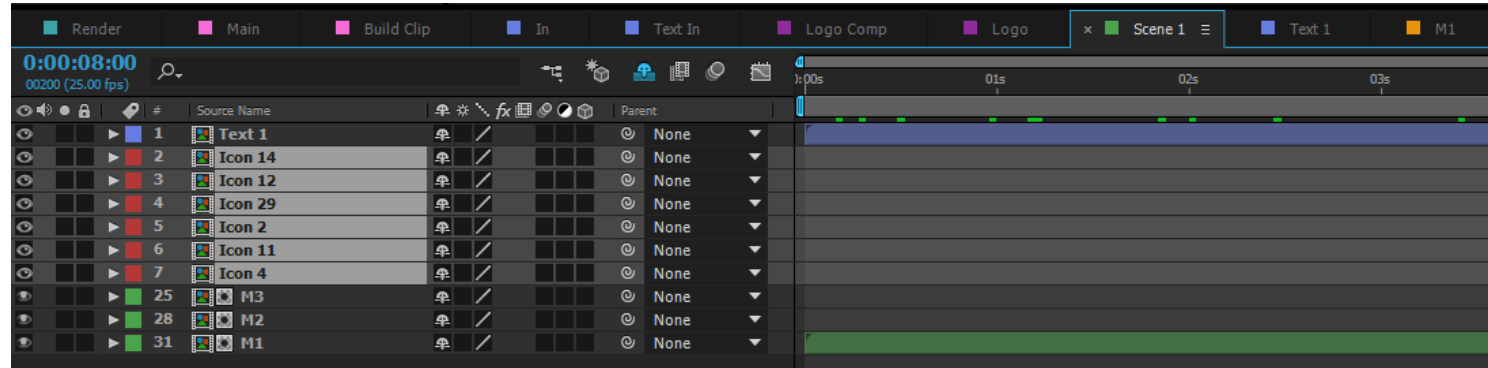 Render Main Build Clip In Text In Logo Comp Logo × Scene 1 ≡ Text 1 M1
0:00:08:00
00200 (25.00 fps)
):00s 01s 02s 03s
# Source Name fx Parent
1 Text 1 None
2 Icon 14 None
3 Icon 12 None
4 Icon 29 None
5 Icon 2 None
6 Icon 11 None
7 Icon 4 None
25 M3 None
28 M2 None
31 M1 None